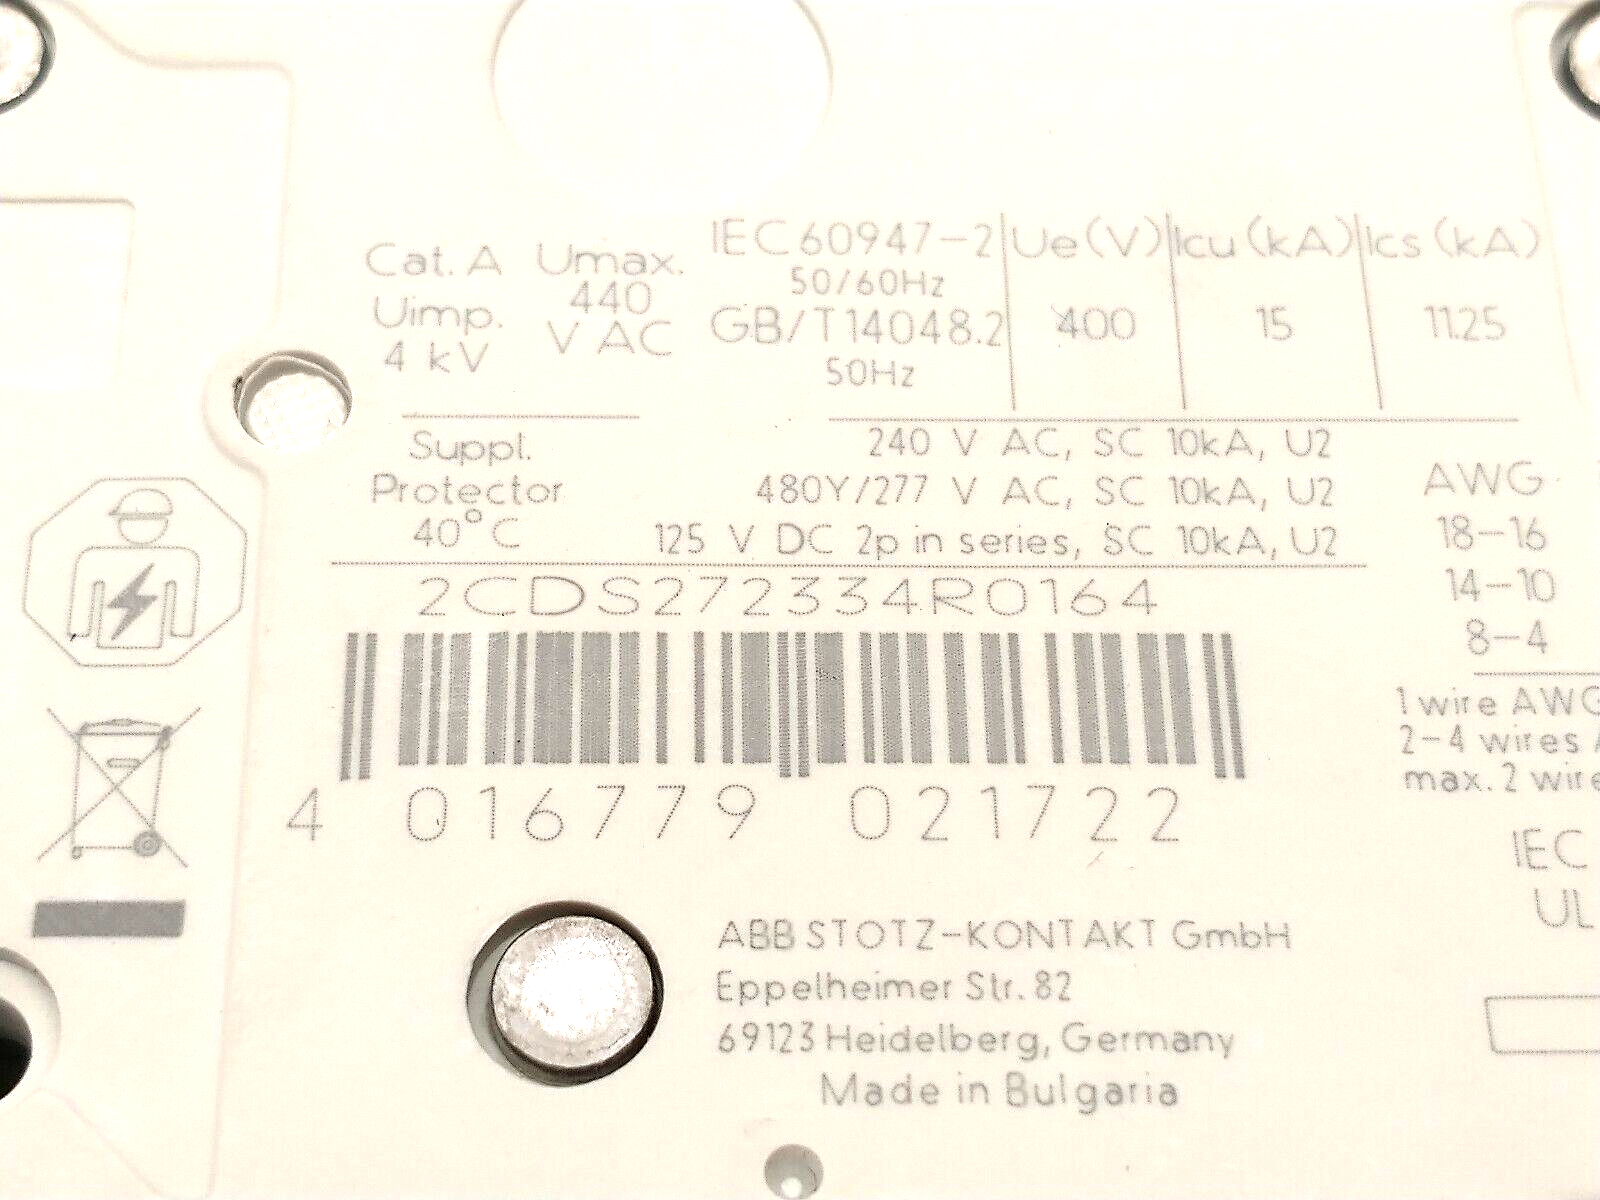 Cat. A Umax. IEC 60947-2 Ue (V) Icu (kA) Ics (kA)
440 50/60Hz
Uimp. V AC GB/T 14048.2 400 15 11.25
4 kV 50Hz
Suppl. 240 V AC, SC 10kA, U2
Protector 480Y/277 V AC, SC 10kA, U2
40°C 125 V DC 2p in series, SC 10kA, U2
AWG
18-16
14-10
8-4
2CDS272334R0164
4 016779 021722
1 wire AWG
2-4 wires
max. 2 wire
IEC
UL
ABB STOTZ-KONTAKT GmbH
Eppelheimer Str. 82
69123 Heidelberg, Germany
Made in Bulgaria